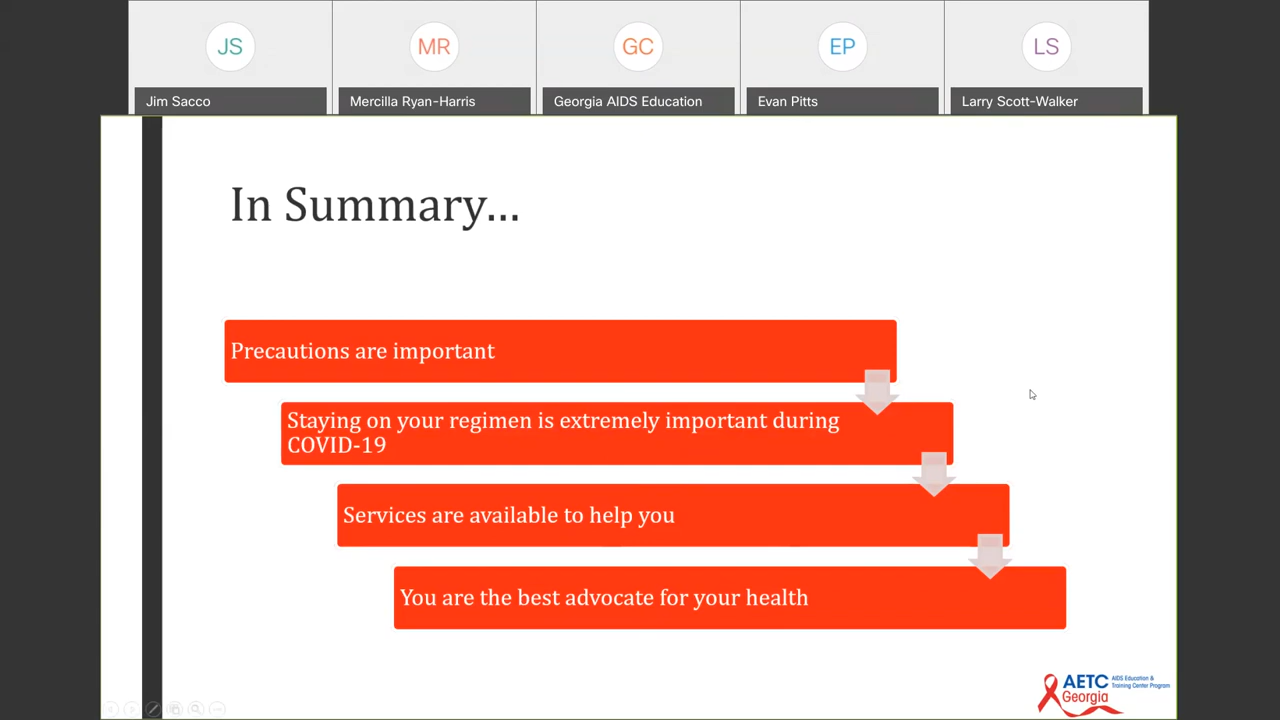 JS
MR
GC
EP
LS
Jim Sacco
Mercilla Ryan-Harris
Georgia AIDS Education
Evan Pitts
Larry Scott-Walker
In Summary...
Precautions are important
Staying on your regimen is extremely important during
COVID-19
Services are available to help you
You are the best advocate for your health
AETC
AIDS Education &
Training Center Program
Georgia